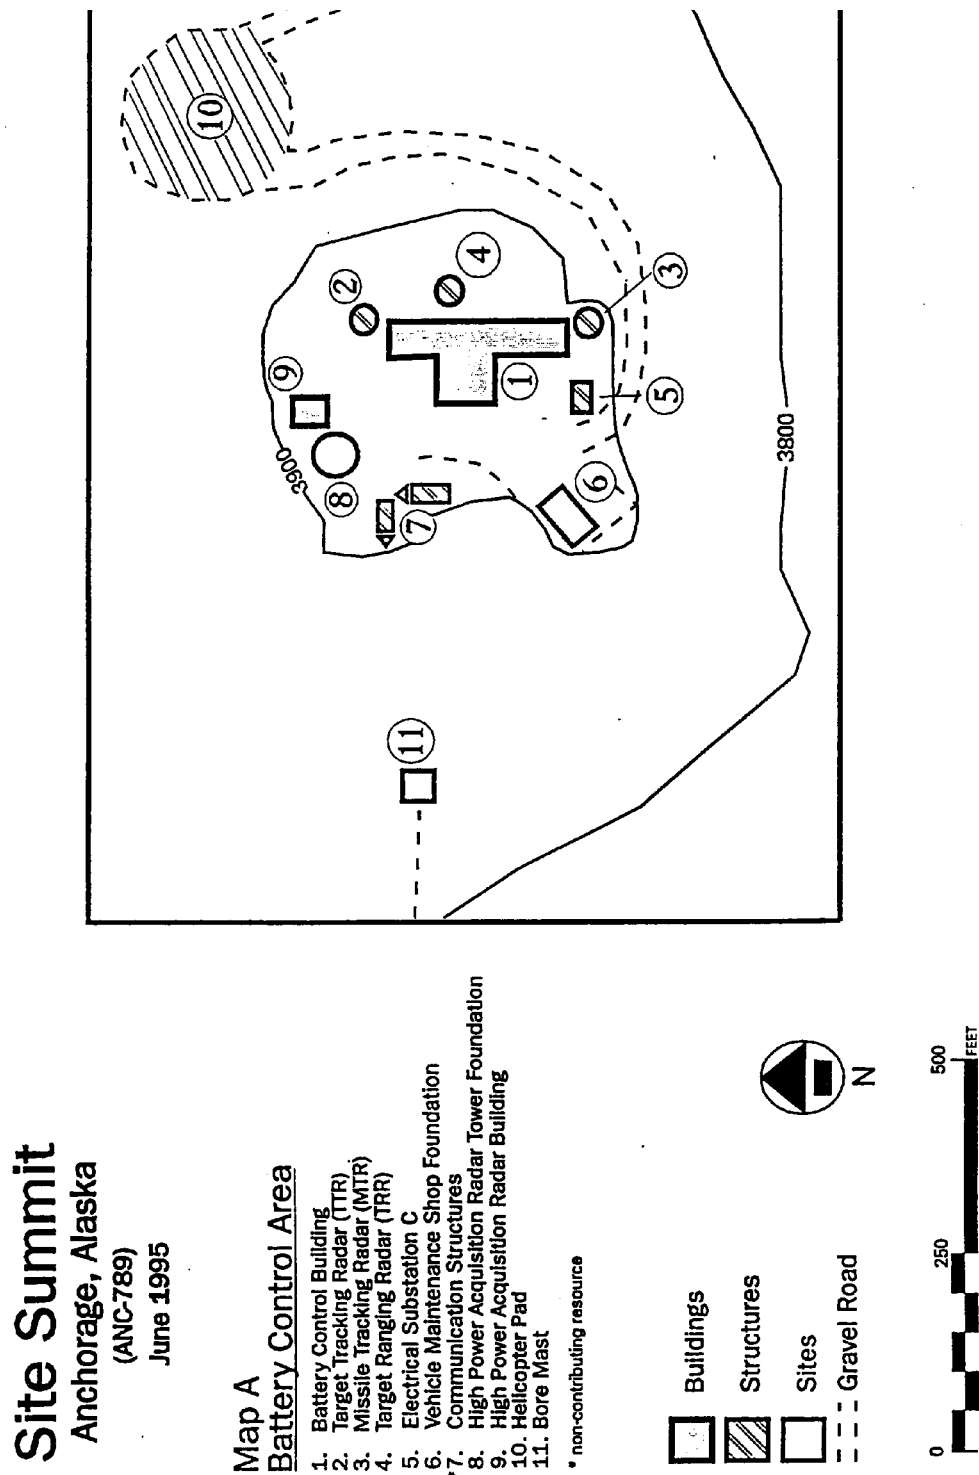 Site Summit
Anchorage, Alaska
(ANC-789)
June 1995
Map A
Battery Control Area
1. Battery Control Building
2. Target Tracking Radar (TTR)
3. Missile Tracking Radar (MTR)
4. Target Ranging Radar (TRR)
5. Electrical Substation C
6. Vehicle Maintenance Shop Foundation
*7. Communication Structures
8. High Power Acquisition Radar Tower Foundation
9. High Power Acquisition Radar Building
10. Helicopter Pad
11. Bore Mast
* non-contributing resource
Buildings
Structures
Sites
Gravel Road
N
0 250 500
FEET
11
7
8
9
3900
6
1
5
2
4
3
10
3800